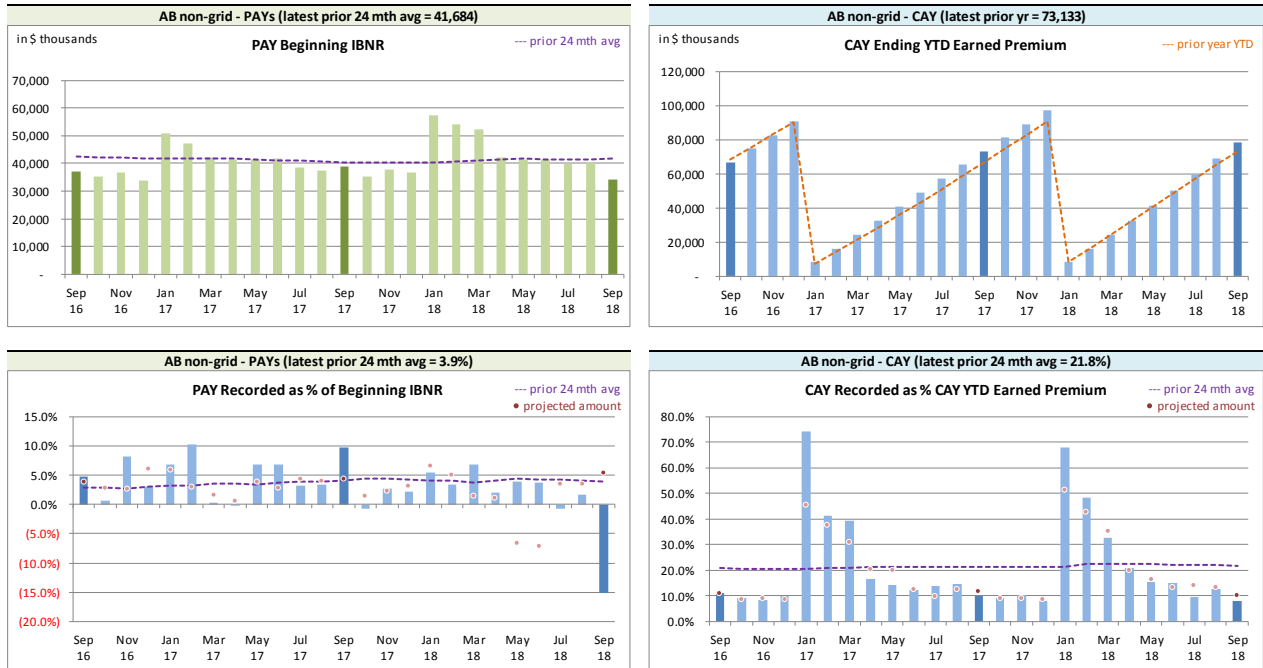 AB non-grid - PAYs (latest prior 24 mth avg = 41,684)
in $ thousands
PAY Beginning IBNR
--- prior 24 mth avg
70,000
60,000
50,000
40,000
30,000
20,000
10,000
-
Sep Nov Jan Mar May Jul Sep Nov Jan Mar May Jul Sep
16 16 17 17 17 17 17 17 18 18 18 18 18
AB non-grid - CAY (latest prior yr = 73,133)
in $ thousands
CAY Ending YTD Earned Premium
--- prior year YTD
120,000
100,000
80,000
60,000
40,000
20,000
-
Sep Nov Jan Mar May Jul Sep Nov Jan Mar May Jul Sep
16 16 17 17 17 17 17 17 18 18 18 18 18
AB non-grid - PAYs (latest prior 24 mth avg = 3.9%)
PAY Recorded as % of Beginning IBNR
--- prior 24 mth avg
• projected amount
15.0%
10.0%
5.0%
0.0%
(5.0%)
(10.0%)
(15.0%)
(20.0%)
Sep Nov Jan Mar May Jul Sep Nov Jan Mar May Jul Sep
16 16 17 17 17 17 17 17 18 18 18 18 18
AB non-grid - CAY (latest prior 24 mth avg = 21.8%)
CAY Recorded as % CAY YTD Earned Premium
--- prior 24 mth avg
• projected amount
80.0%
70.0%
60.0%
50.0%
40.0%
30.0%
20.0%
10.0%
0.0%
Sep Nov Jan Mar May Jul Sep Nov Jan Mar May Jul Sep
16 16 17 17 17 17 17 17 18 18 18 18 18